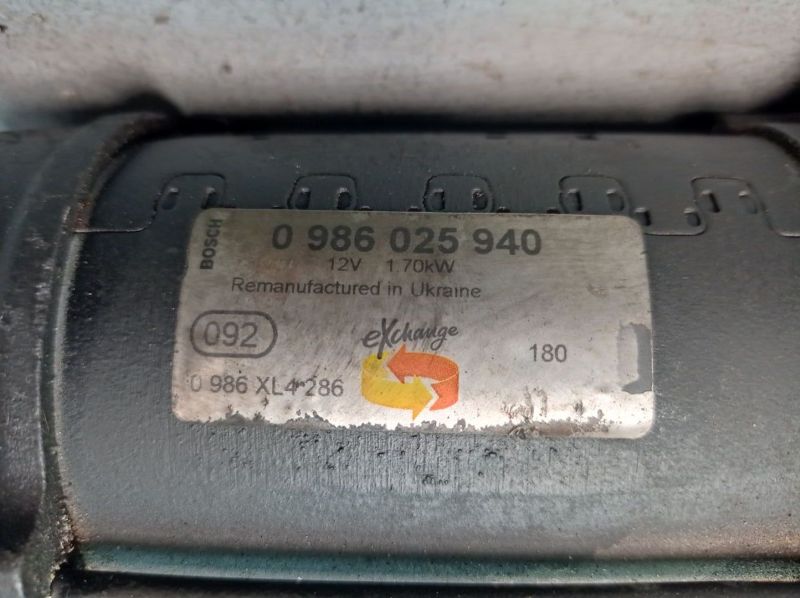 BOSCH
0 986 025 940
12V 1.70kW
Remanufactured in Ukraine
092
eXchange
180
0 986 XL4 286